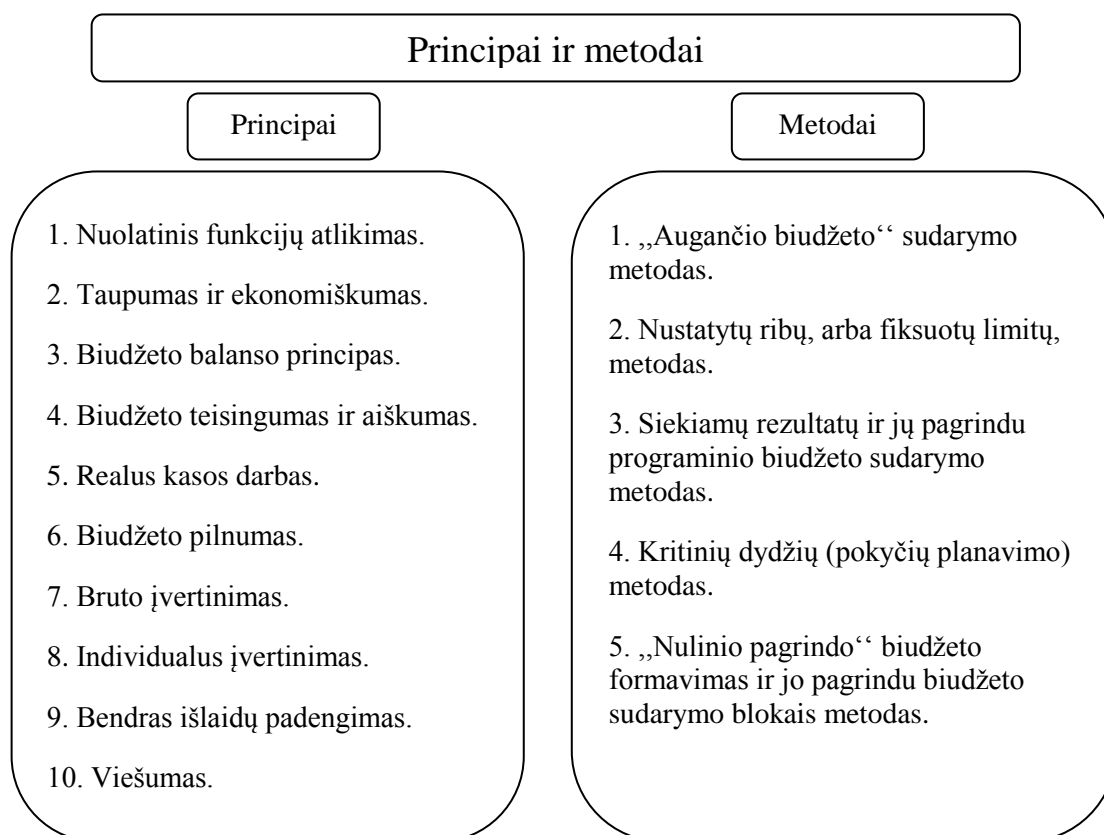 Principai ir metodai
Principai
1. Nuolatinis funkcijų atlikimas.
2. Taupumas ir ekonomiškumas.
3. Biudžeto balanso principas.
4. Biudžeto teisingumas ir aiškumas.
5. Realus kasos darbas.
6. Biudžeto pilnumas.
7. Bruto įvertinimas.
8. Individualus įvertinimas.
9. Bendras išlaidų padengimas.
10. Viešumas.
Metodai
1. ,,Augančio biudžeto‘‘ sudarymo
metodas.
2. Nustatytų ribų, arba fiksuotų limitų,
metodas.
3. Siekiamų rezultatų ir jų pagrindu
programinio biudžeto sudarymo
metodas.
4. Kritinių dydžių (pokyčių planavimo)
metodas.
5. ,,Nulinio pagrindo‘‘ biudžeto
formavimas ir jo pagrindu biudžeto
sudarymo blokais metodas.